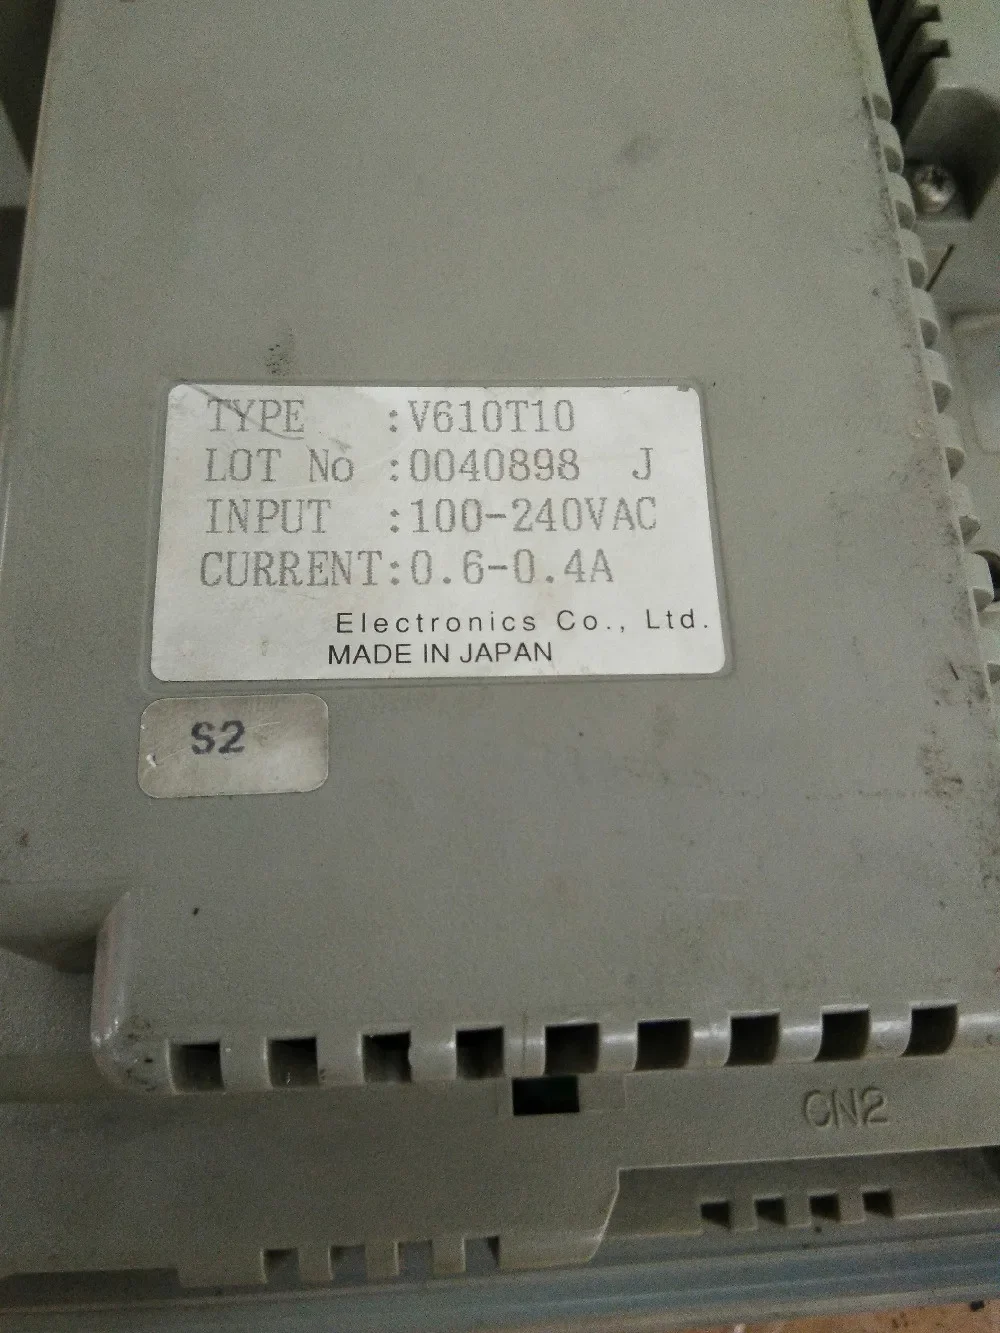 TYPE :V610T10
LOT No :0040898 J
INPUT :100-240VAC
CURRENT:0.6-0.4A
Electronics Co., Ltd.
MADE IN JAPAN
S2
CN2